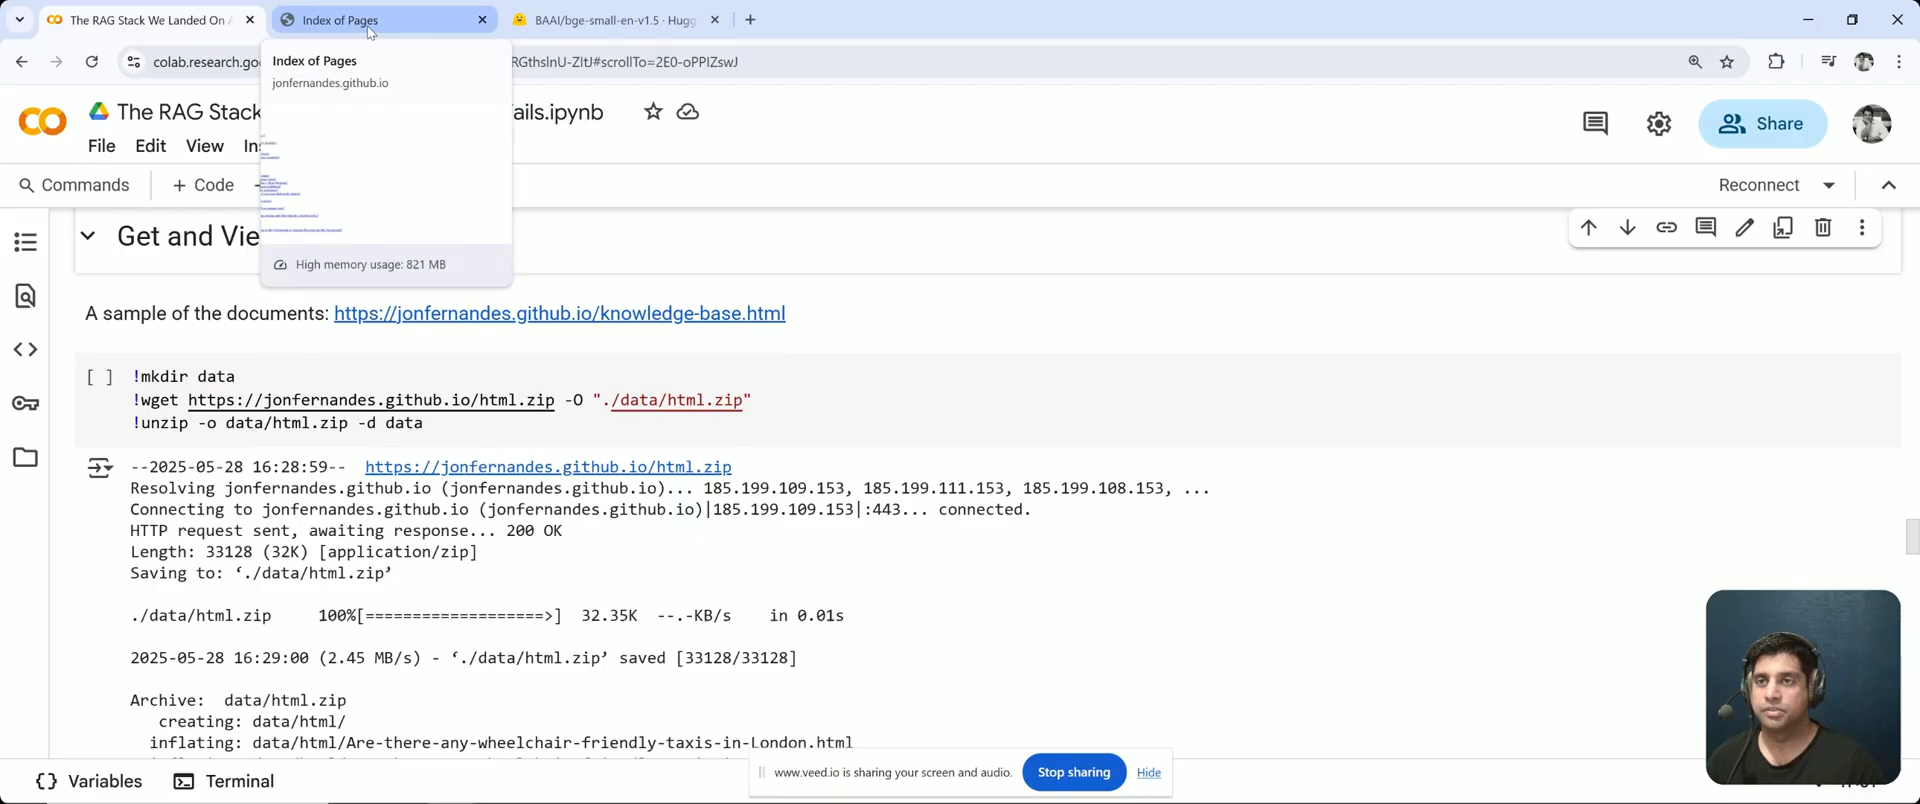 The RAG Stack We Landed On A
Index of Pages
BAAI/bge-small-en-v1.5 · Hugg
colab.research.goo
RGthsInU-ZItJ#scrollTo=2E0-oPPIZswJ
Index of Pages
jonfernandes.github.io
High memory usage: 821 MB
The RAG Stack
ails.ipynb
Share
File Edit View Ins
Commands
+ Code
Reconnect
Get and Vie
A sample of the documents: https://jonfernandes.github.io/knowledge-base.html
[ ] !mkdir data
!wget https://jonfernandes.github.io/html.zip -O "./data/html.zip"
!unzip -o data/html.zip -d data
--2025-05-28 16:28:59-- https://jonfernandes.github.io/html.zip
Resolving jonfernandes.github.io (jonfernandes.github.io)... 185.199.109.153, 185.199.111.153, 185.199.108.153, ...
Connecting to jonfernandes.github.io (jonfernandes.github.io)|185.199.109.153|:443... connected.
HTTP request sent, awaiting response... 200 OK
Length: 33128 (32K) [application/zip]
Saving to: ‘./data/html.zip’
./data/html.zip 100%[===================>] 32.35K --.-KB/s in 0.01s
2025-05-28 16:29:00 (2.45 MB/s) - ‘./data/html.zip’ saved [33128/33128]
Archive: data/html.zip
creating: data/html/
inflating: data/html/Are-there-any-wheelchair-friendly-taxis-in-London.html
www.veed.io is sharing your screen and audio.
Stop sharing
Hide
Variables
Terminal